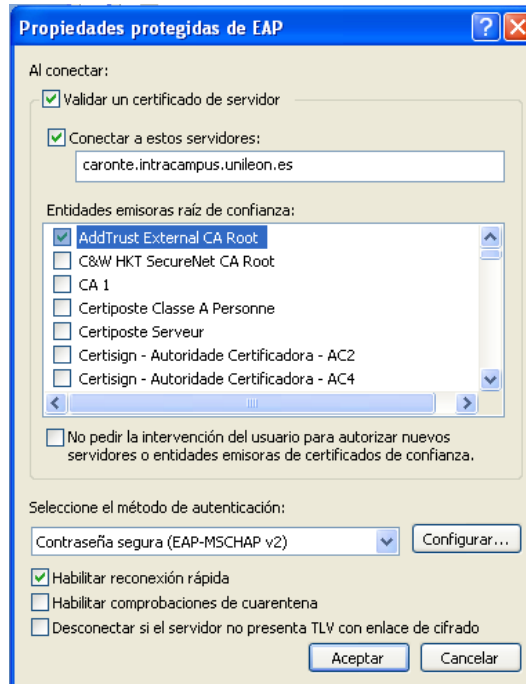 Propiedades protegidas de EAP
Al conectar:
Validar un certificado de servidor
Conectar a estos servidores:
caronte.intracampus.unileon.es
Entidades emisoras raíz de confianza:
AddTrust External CA Root
C&W HKT SecureNet CA Root
CA 1
Certiposte Classe A Personne
Certiposte Serveur
Certisign - Autoridade Certificadora - AC2
Certisign - Autoridade Certificadora - AC4
No pedir la intervención del usuario para autorizar nuevos
servidores o entidades emisoras de certificados de confianza.
Seleccione el método de autenticación:
Contraseña segura (EAP-MSCHAP v2)
Configurar...
Habilitar reconexión rápida
Habilitar comprobaciones de cuarentena
Desconectar si el servidor no presenta TLV con enlace de cifrado
Aceptar
Cancelar